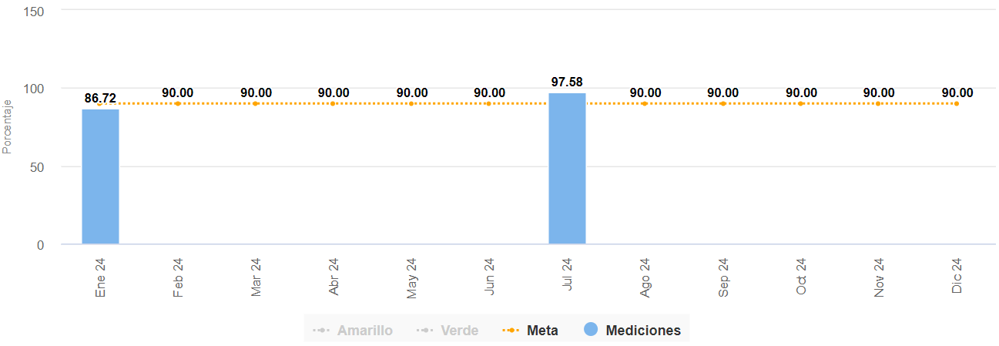 150
100
50
0
Porcentaje
86.72
90.00
90.00
90.00
90.00
90.00
97.58
90.00
90.00
90.00
90.00
90.00
Ene 24
Feb 24
Mar 24
Abr 24
May 24
Jun 24
Jul 24
Ago 24
Sep 24
Oct 24
Nov 24
Dic 24
Amarillo Verde Meta Mediciones